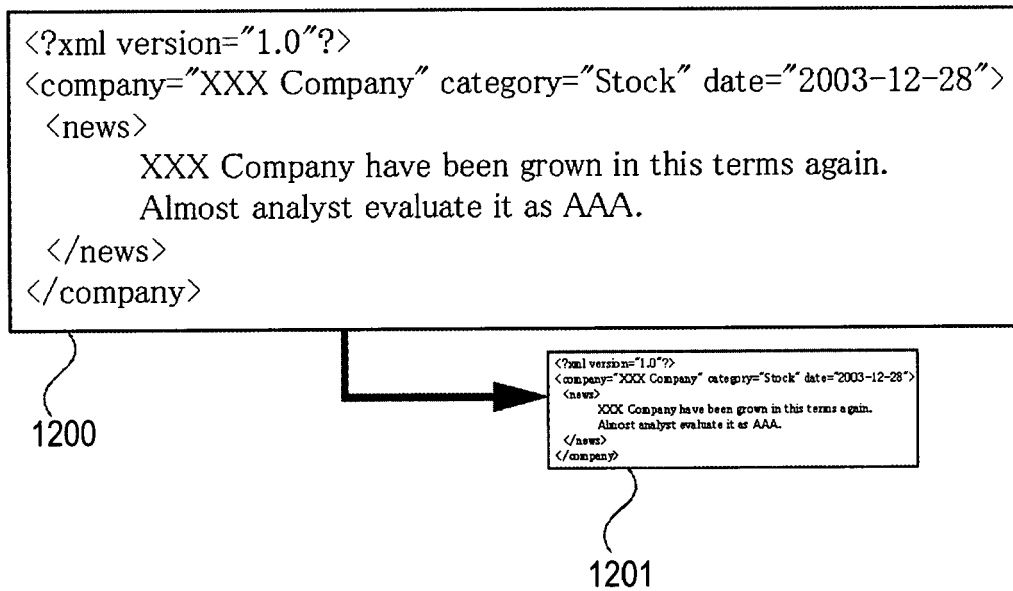 <?xml version="1.0"?>
<company="XXX Company" category="Stock" date="2003-12-28">
<news>
XXX Company have been grown in this terms again.
Almost analyst evaluate it as AAA.
</news>
</company>
1200
<?xml version="1.0"?>
<company="XXX Company" category="Stock" date="2003-12-28">
<news>
XXX Company have been grown in this terms again.
Almost analyst evaluate it as AAA.
</news>
</company>
1201